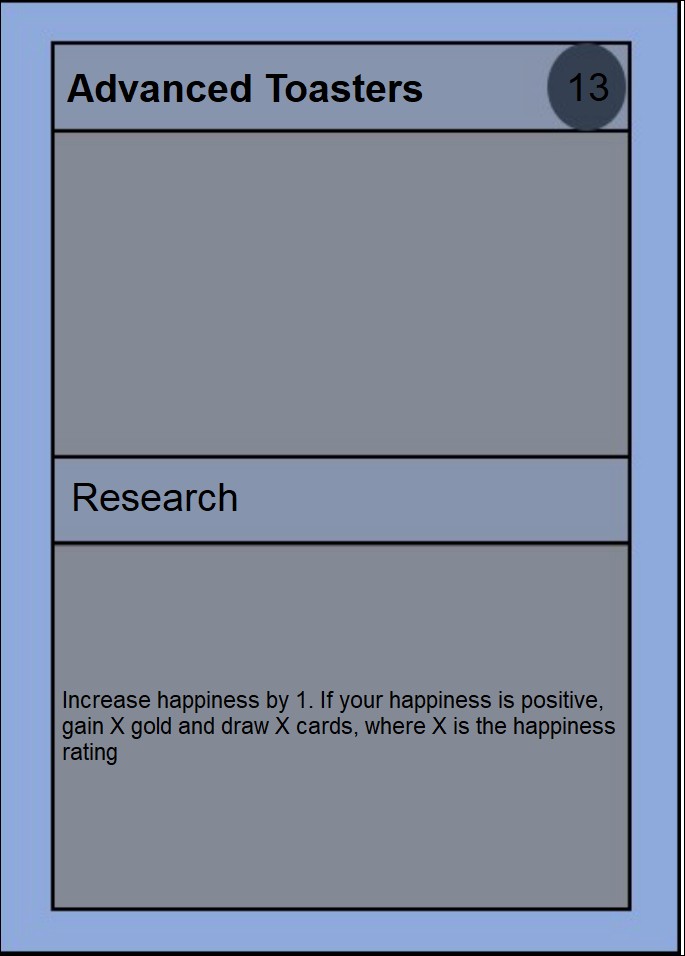 Advanced Toasters
13
Research
Increase happiness by 1. If your happiness is positive,
gain X gold and draw X cards, where X is the happiness
rating